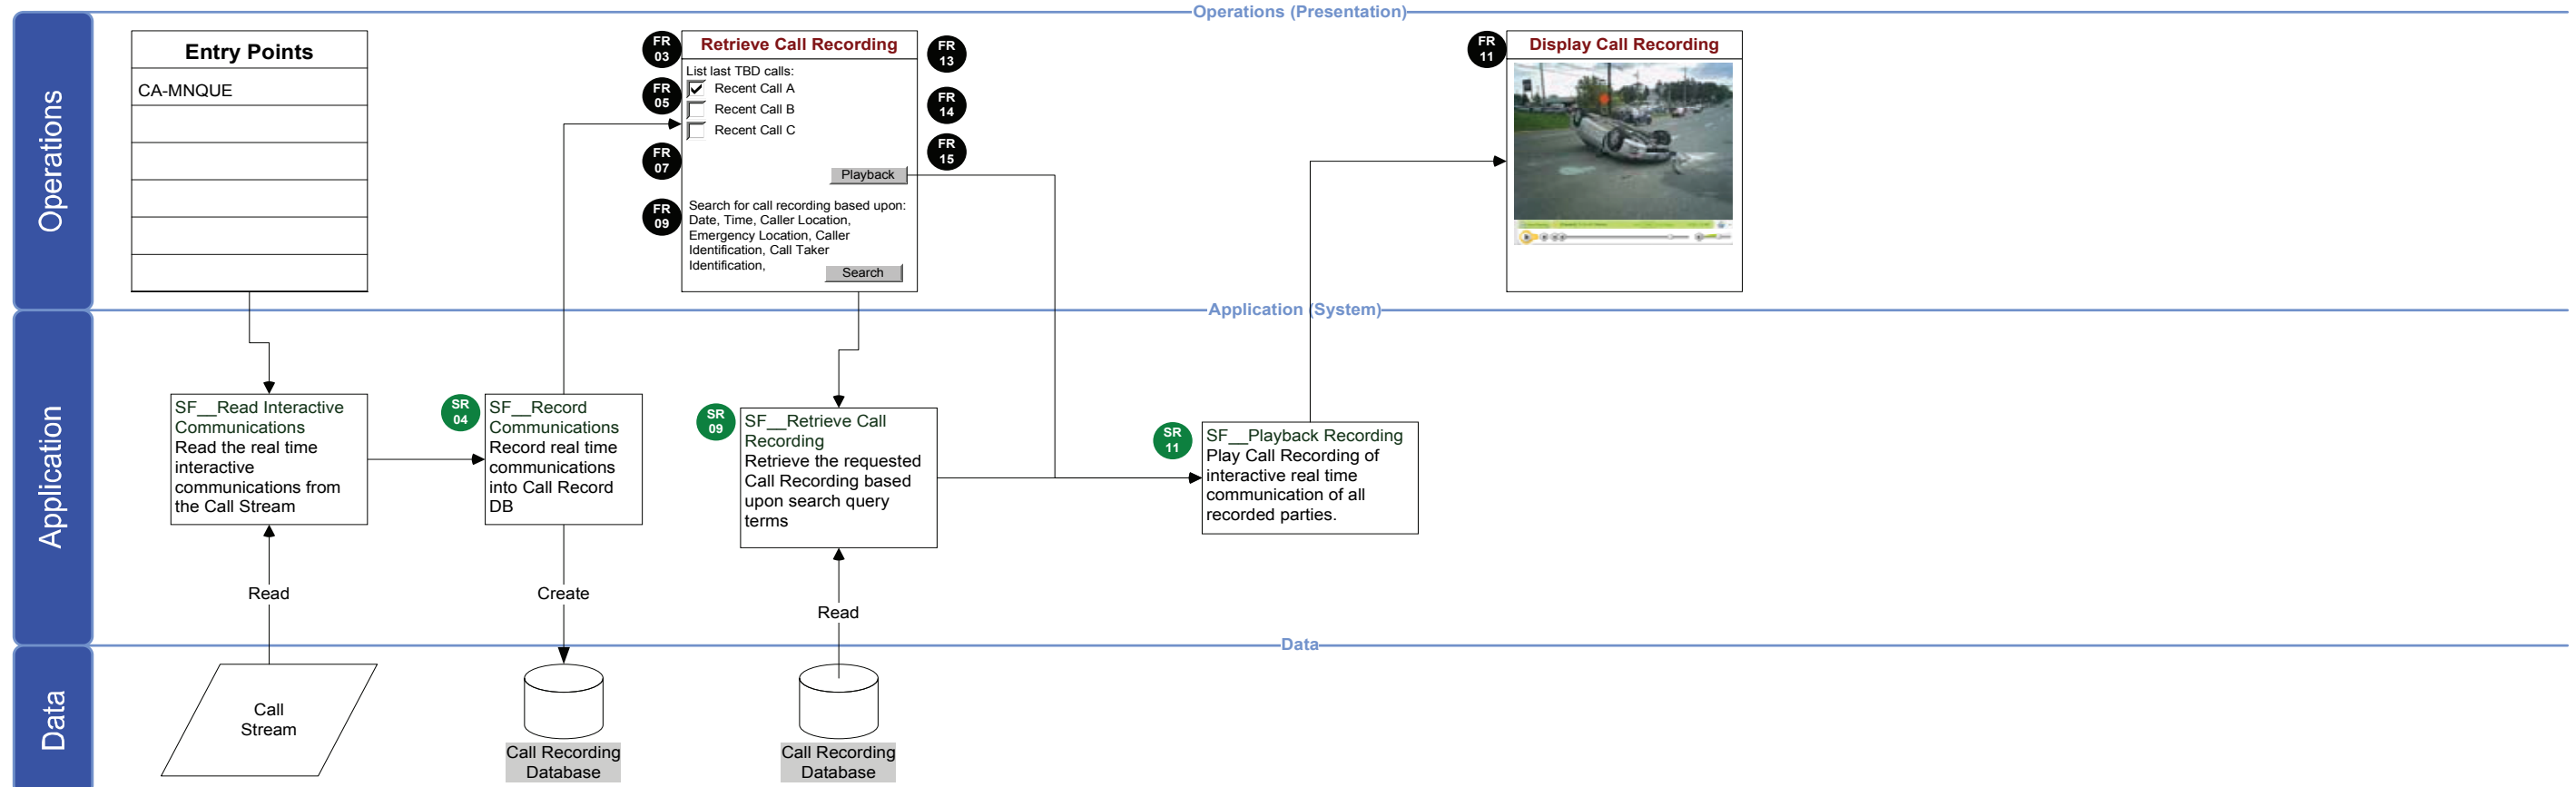 Operations (Presentation)
Operations
Entry Points
CA-MNQUE
FR
03
FR
05
FR
07
FR
09
Retrieve Call Recording
List last TBD calls:
Recent Call A
Recent Call B
Recent Call C
Playback
Search for call recording based upon:
Date, Time, Caller Location,
Emergency Location, Caller
Identification, Call Taker
Identification,
Search
FR
13
FR
14
FR
15
FR
11
Display Call Recording
Application (System)
Application
SF__Read Interactive
Communications
Read the real time
interactive
communications from
the Call Stream
SR
04
SF__Record
Communications
Record real time
communications
into Call Record
DB
SR
09
SF__Retrieve Call
Recording
Retrieve the requested
Call Recording based
upon search query
terms
SR
11
SF__Playback Recording
Play Call Recording of
interactive real time
communication of all
recorded parties.
Read
Create
Read
Data
Data
Call
Stream
Call Recording
Database
Call Recording
Database